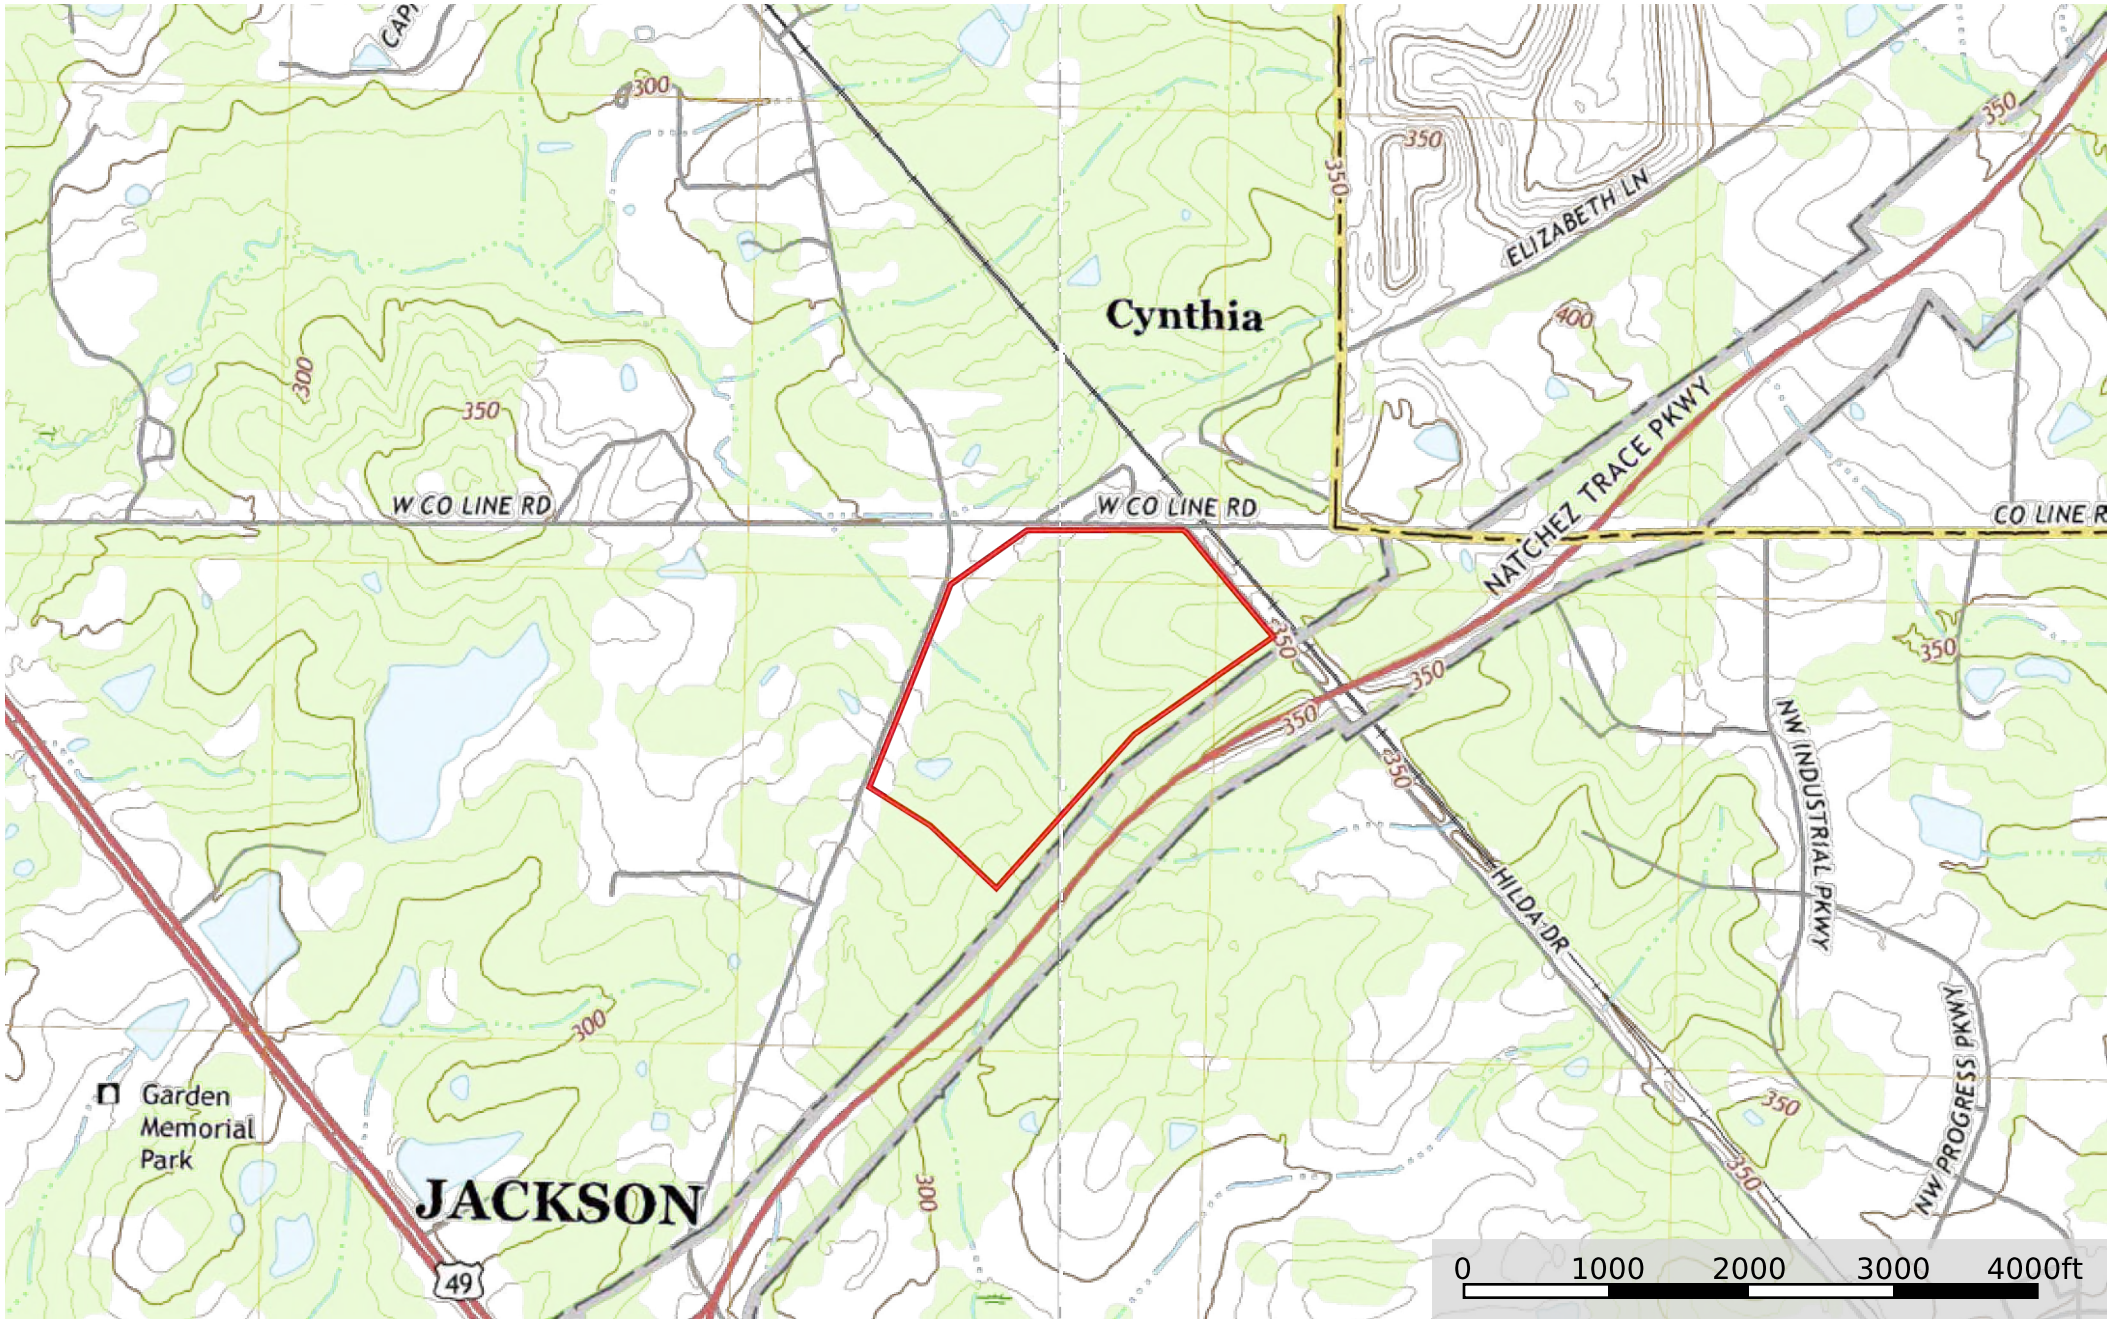 CAPI
300
350
350
350
ELIZABETH LN
Cynthia
300
400
350
NATCHEZ TRACE PKWY
W CO LINE RD
W CO LINE RD
CO LINE R
350
350
350
350
350
NW INDUSTRIAL PKWY
HILDA DR
300
NW PROGRESS PKWY
Garden
Memorial
Park
350
350
300
JACKSON
49
0 1000 2000 3000 4000ft